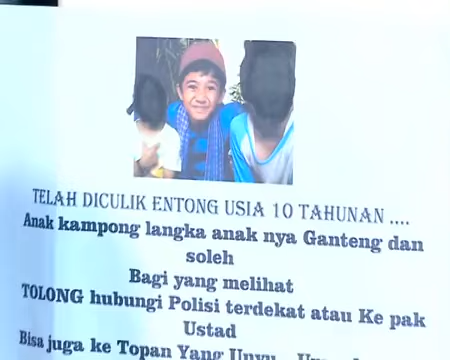 TELAH DICULIK ENTONG USIA 10 TAHUNAN ....
Anak kampong langka anak nya Ganteng dan
soleh
Bagi yang melihat
TOLONG hubungi Polisi terdekat atau Ke pak
Ustad
Bisa juga ke Topan Yang